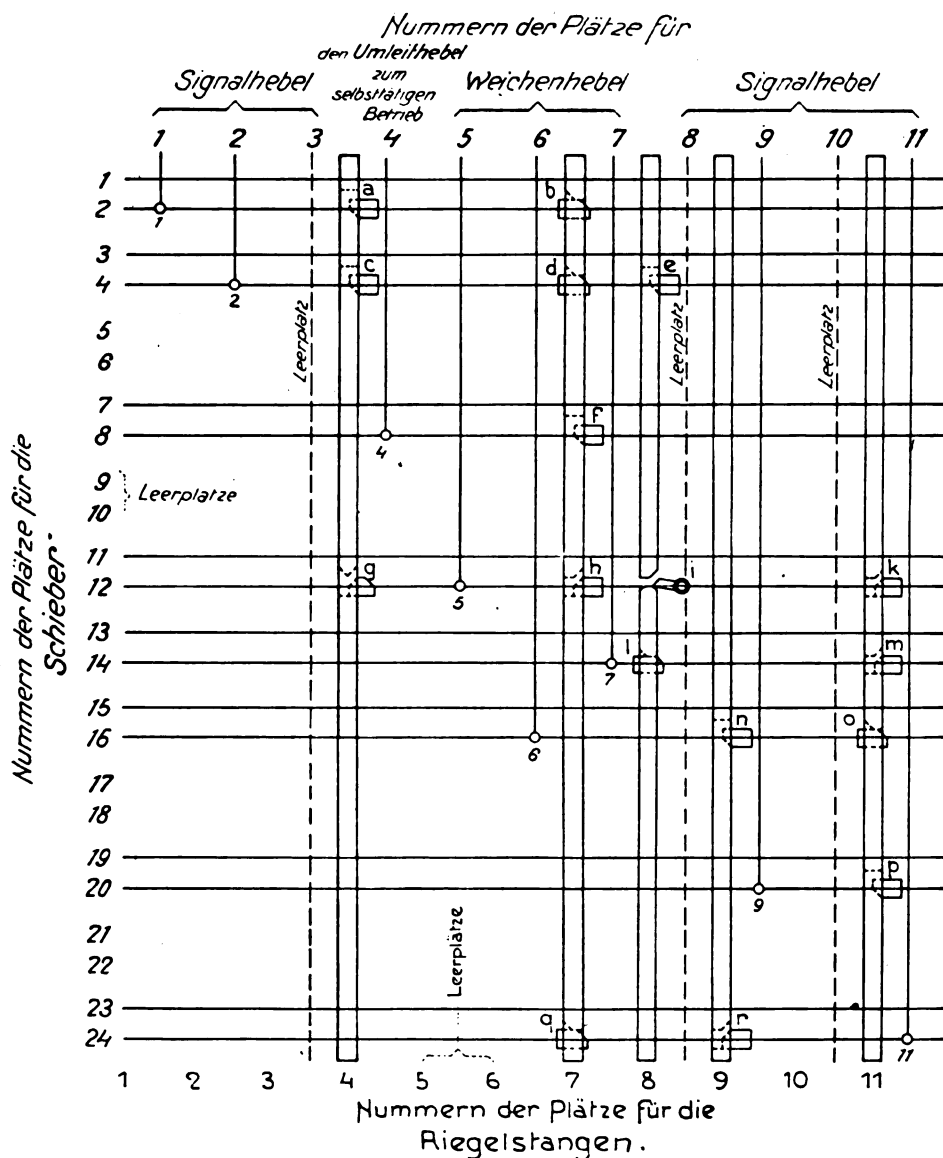 Nummern der Plätze für
den Umleithebel
zum
selbsttätigen
Betrieb
Signalhebel
Weichenhebel
Signalhebel
1 2 3 4 5 6 7 8 9 10 11
1
a b
2
1
3
c d e
4
2
5
6
Leerplatz
Leerplatz
Leerplatz
7
f
8
4
9
Leerplätze
10
11
g h i k
12
5
13
l m
14
7
15
n o
16
6
17
18
19
p
20
9
21
22
Leerplätze
23
q r
24
11
Nummern der Plätze für die
Schieber
1 2 3 4 5 6 7 8 9 10 11
Nummern der Plätze für die
Riegelstangen.